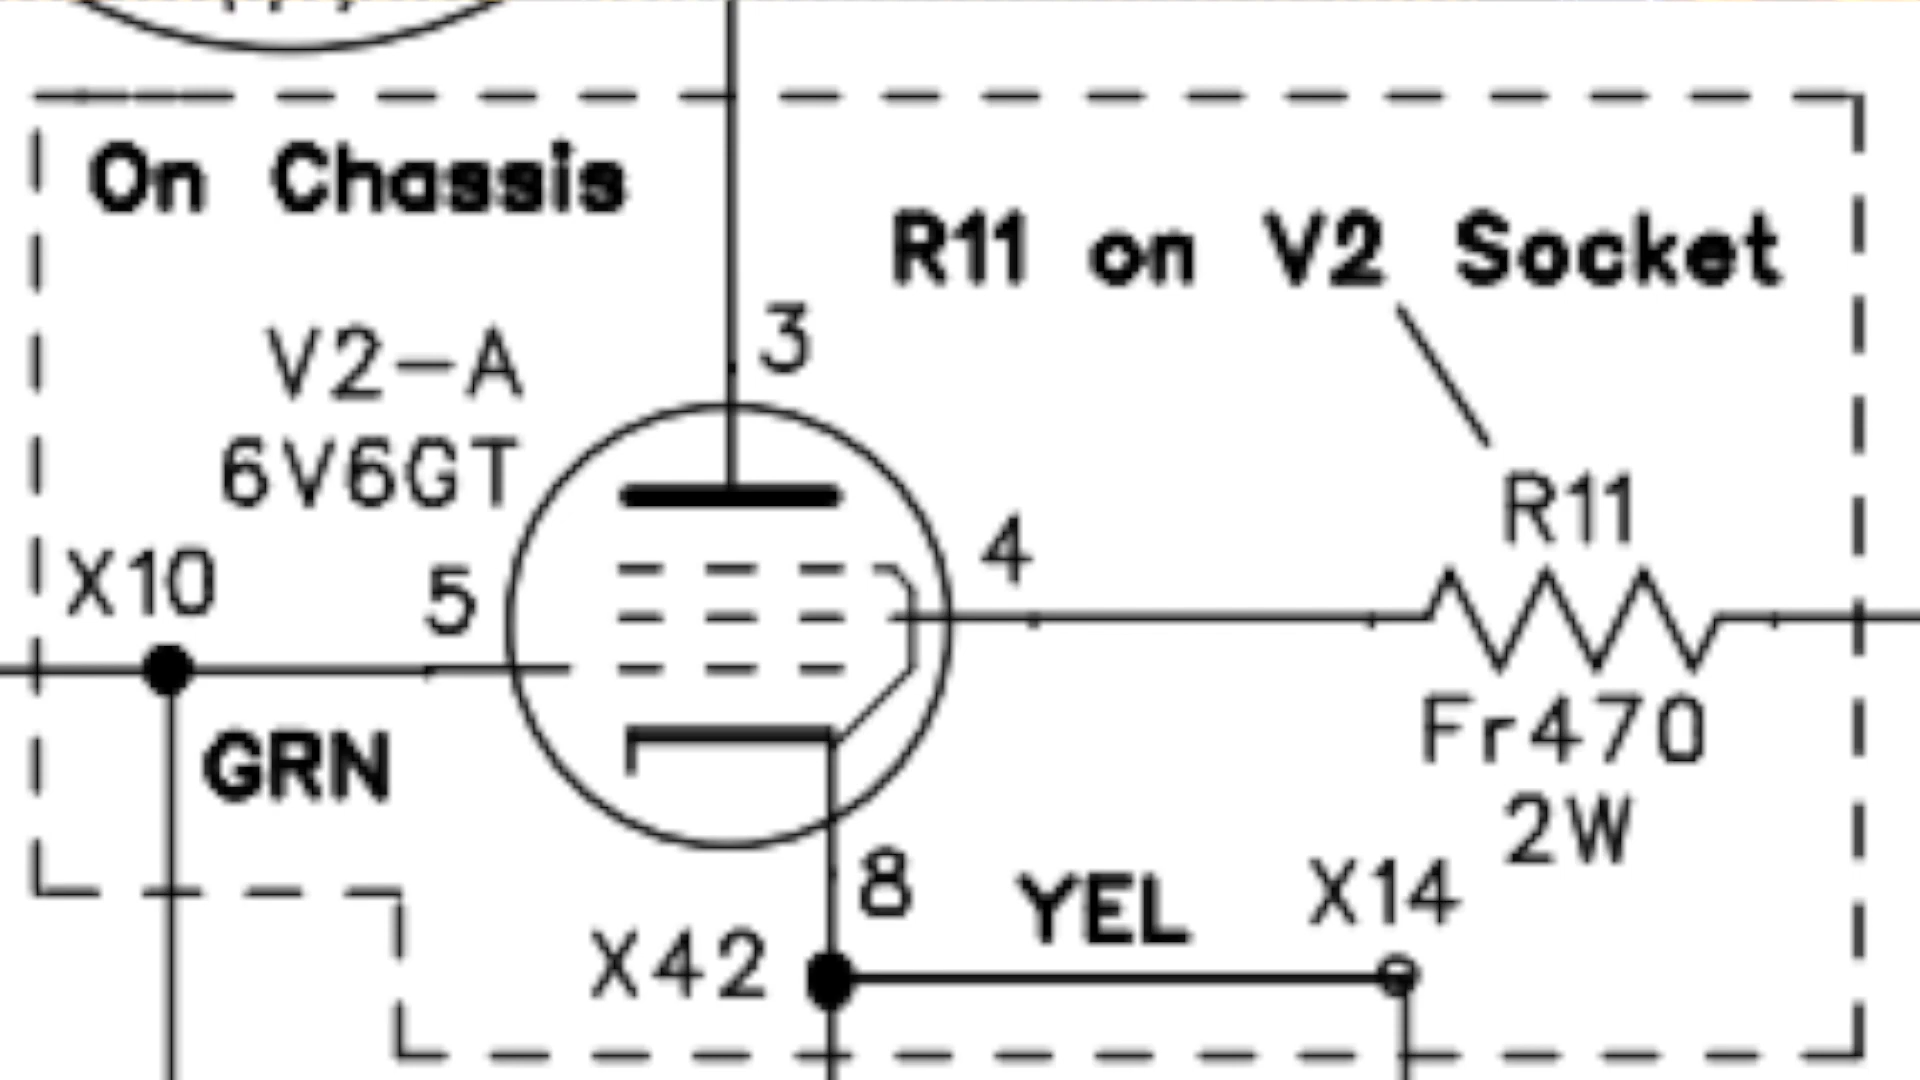 On Chassis
R11 on V2 Socket
3
V2-A
6V6GT
R11
X10
5
4
GRN
Fr470
2W
8
YEL
X14
X42